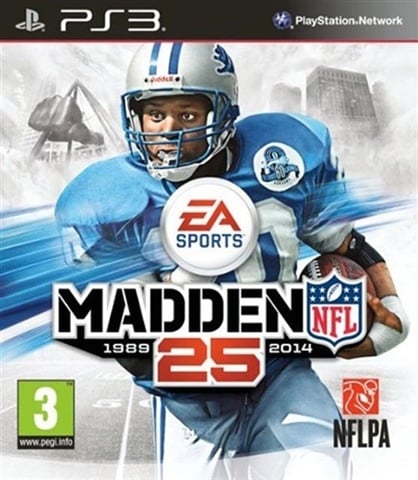 PS3
PlayStation®Network
EA
SPORTS
MADDEN
NFL
1989 25 2014
3
www.pegi.info
NFLPA